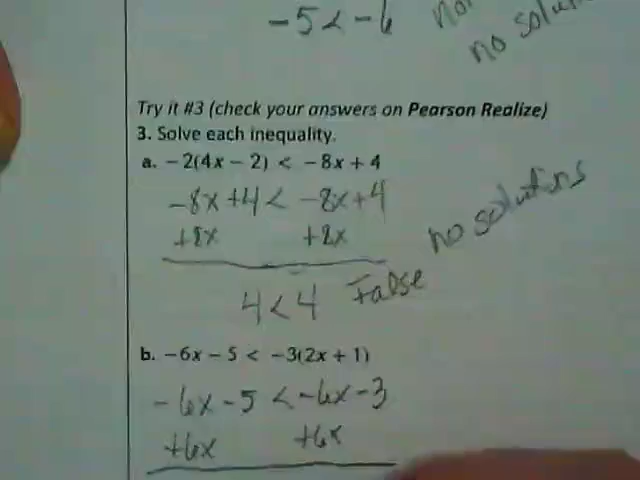 -5 < -6
no
Try it #3 (check your answers on Pearson Realize)
3. Solve each inequality.
a. −2(4x − 2) < −8x + 4
-8x +4 < -8x +4
+8x +8x
no solutions
4 < 4 False
b. −6x − 5 < −3(2x + 1)
-6x -5 < -6x -3
+6x +6x